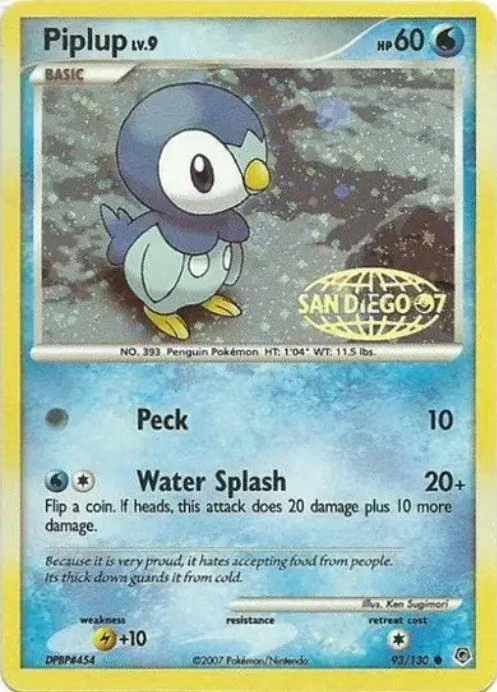 Piplup LV.9 HP 60
BASIC
SAN DIEGO 07
NO. 393 Penguin Pokémon HT: 1'04" WT: 11.5 lbs.
Peck 10
Water Splash 20+
Flip a coin. If heads, this attack does 20 damage plus 10 more
damage.
Because it is very proud, it hates accepting food from people.
Its thick down guards it from cold.
Illus. Ken Sugimori
weakness resistance retreat cost
+10
DPBP#454 ©2007 Pokémon/Nintendo 93/130